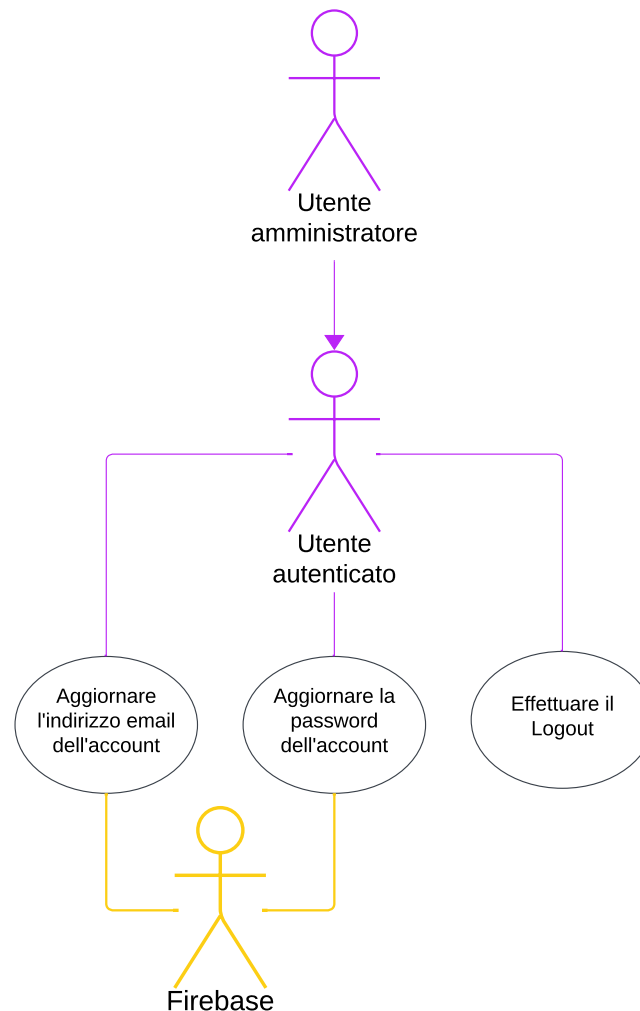 Utente
amministratore
Utente
autenticato
Aggiornare
l'indirizzo email
dell'account
Aggiornare la
password
dell'account
Effettuare il
Logout
Firebase